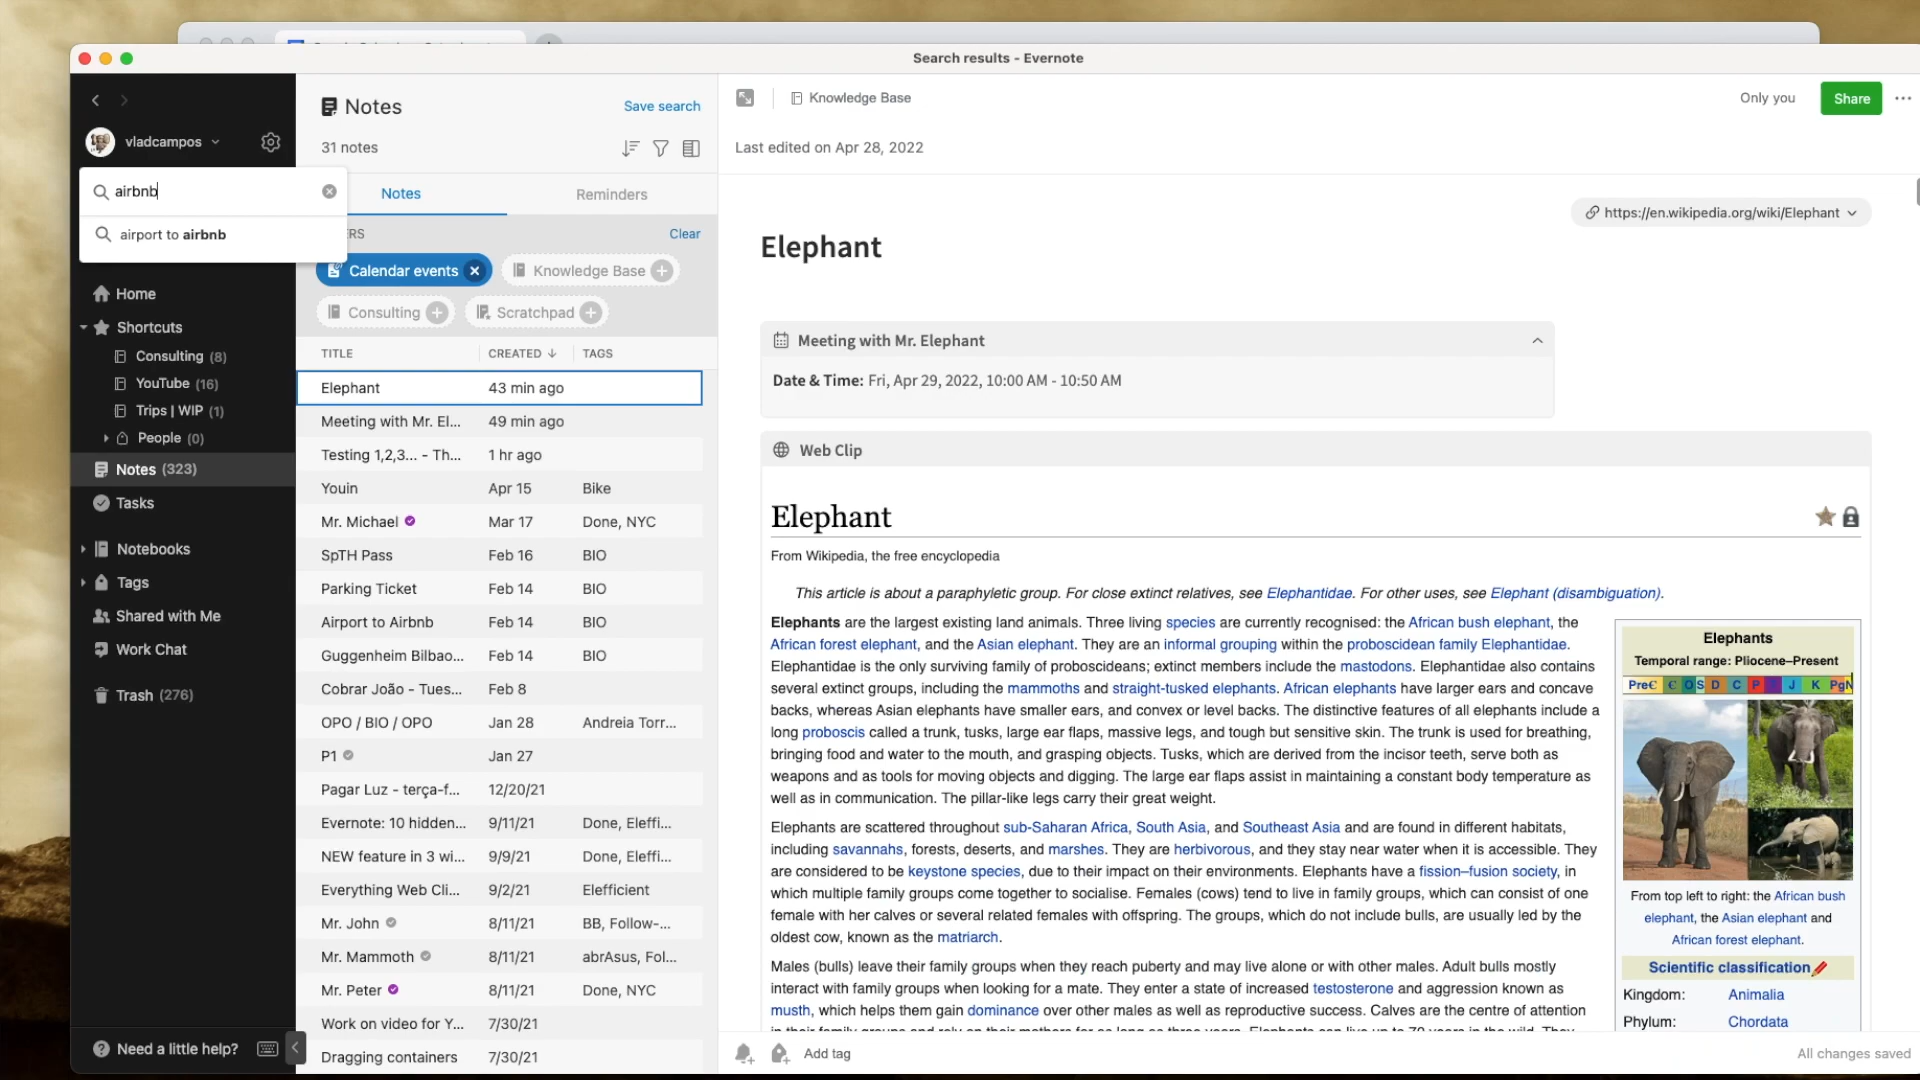 Search results - Evernote
vladcampos
airbnb
airport to airbnb
Home
Shortcuts
Consulting (8)
YouTube (16)
Trips | WIP (1)
People (0)
Notes (323)
Tasks
Notebooks
Tags
Shared with Me
Work Chat
Trash (276)
Need a little help?
Notes
Save search
31 notes
Notes
Reminders
Clear
Calendar events
Knowledge Base
Consulting
Scratchpad
TITLE CREATED TAGS
Elephant 43 min ago
Meeting with Mr. El... 49 min ago
Testing 1,2,3... - Th... 1 hr ago
Youin Apr 15 Bike
Mr. Michael Mar 17 Done, NYC
SpTH Pass Feb 16 BIO
Parking Ticket Feb 14 BIO
Airport to Airbnb Feb 14 BIO
Guggenheim Bilbao... Feb 14 BIO
Cobrar João - Tues... Feb 8
OPO / BIO / OPO Jan 28 Andreia Torr...
P1 Jan 27
Pagar Luz - terça-f... 12/20/21
Evernote: 10 hidden... 9/11/21 Done, Eleffi...
NEW feature in 3 wi... 9/9/21 Done, Eleffi...
Everything Web Cli... 9/2/21 Elefficient
Mr. John 8/11/21 BB, Follow-...
Mr. Mammoth 8/11/21 abrAsus, Fol...
Mr. Peter 8/11/21 Done, NYC
Work on video for Y... 7/30/21
Dragging containers 7/30/21
Knowledge Base
Only you
Share
Last edited on Apr 28, 2022
https://en.wikipedia.org/wiki/Elephant
Elephant
Meeting with Mr. Elephant
Date & Time: Fri, Apr 29, 2022, 10:00 AM - 10:50 AM
Web Clip
Elephant
From Wikipedia, the free encyclopedia
This article is about a paraphyletic group. For close extinct relatives, see Elephantidae. For other uses, see Elephant (disambiguation).
Elephants are the largest existing land animals. Three living species are currently recognised: the African bush elephant, the
African forest elephant, and the Asian elephant. They are an informal grouping within the proboscidean family Elephantidae.
Elephantidae is the only surviving family of proboscideans; extinct members include the mastodons. Elephantidae also contains
several extinct groups, including the mammoths and straight-tusked elephants. African elephants have larger ears and concave
backs, whereas Asian elephants have smaller ears, and convex or level backs. The distinctive features of all elephants include a
long proboscis called a trunk, tusks, large ear flaps, massive legs, and tough but sensitive skin. The trunk is used for breathing,
bringing food and water to the mouth, and grasping objects. Tusks, which are derived from the incisor teeth, serve both as
weapons and as tools for moving objects and digging. The large ear flaps assist in maintaining a constant body temperature as
well as in communication. The pillar-like legs carry their great weight.
Elephants are scattered throughout sub-Saharan Africa, South Asia, and Southeast Asia and are found in different habitats,
including savannahs, forests, deserts, and marshes. They are herbivorous, and they stay near water when it is accessible. They
are considered to be keystone species, due to their impact on their environments. Elephants have a fission–fusion society, in
which multiple family groups come together to socialise. Females (cows) tend to live in family groups, which can consist of one
female with her calves or several related females with offspring. The groups, which do not include bulls, are usually led by the
oldest cow, known as the matriarch.
Males (bulls) leave their family groups when they reach puberty and may live alone or with other males. Adult bulls mostly
interact with family groups when looking for a mate. They enter a state of increased testosterone and aggression known as
musth, which helps them gain dominance over other males as well as reproductive success. Calves are the centre of attention
in their family groups and rely on their mothers for as long as three years. Elephants can live up to 70 years in the wild. They
Elephants
Temporal range: Pliocene–Present
PreꞒ Ꞓ O S D C P J K PgN
From top left to right: the African bush
elephant, the Asian elephant and
African forest elephant.
Scientific classification
Kingdom: Animalia
Phylum: Chordata
Add tag
All changes saved